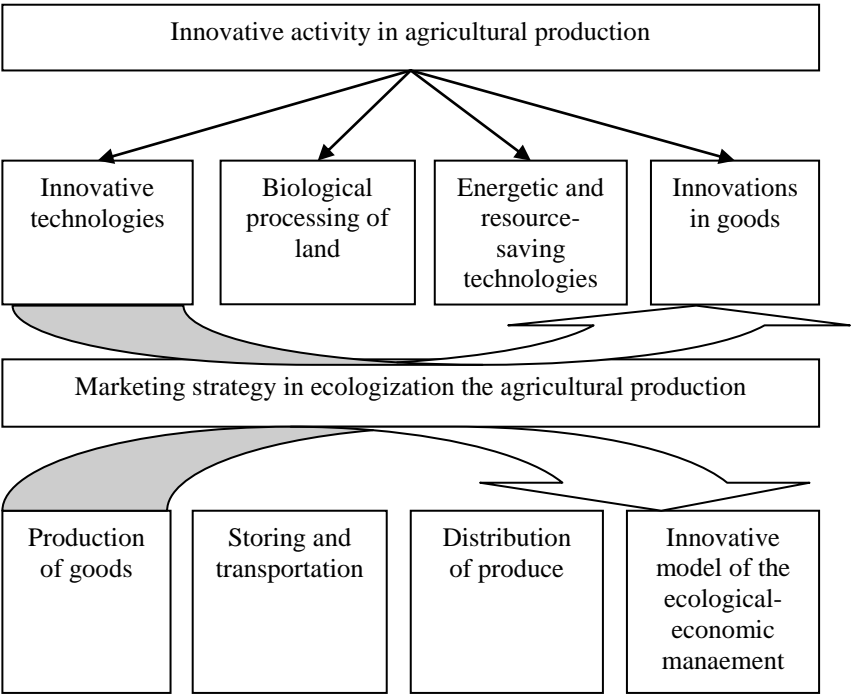 Innovative activity in agricultural production
Innovative
technologies
Biological
processing of
land
Energetic and
resource-
saving
technologies
Innovations
in goods
Marketing strategy in ecologization the agricultural production
Production
of goods
Storing and
transportation
Distribution
of produce
Innovative
model of the
ecological-
economic
manaement